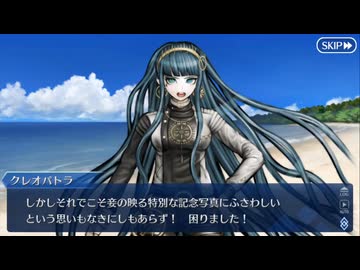 SKIP
クレオパトラ
しかしそれでこそ妾の映る特別な記念写真にふさわしい
という思いもなきにしもあらず！　困りました！
LOG
AUTO